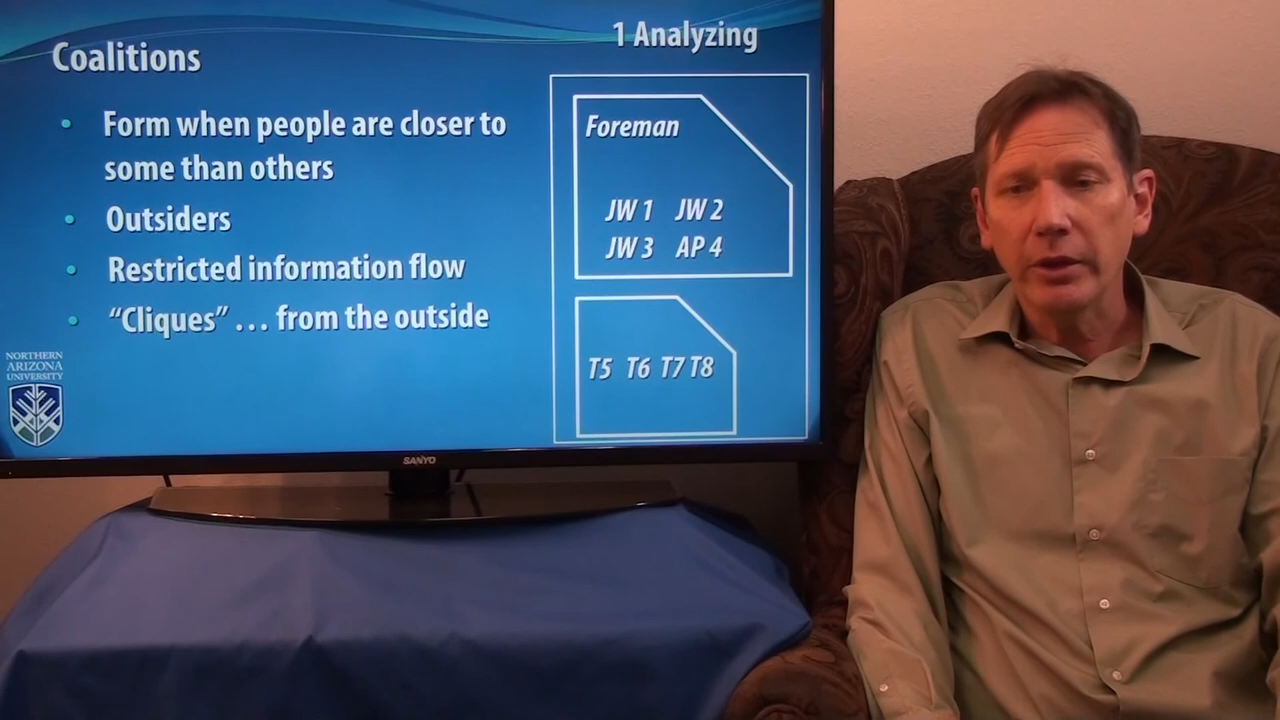 Coalitions
1 Analyzing
• Form when people are closer to
some than others
• Outsiders
• Restricted information flow
• “Cliques” … from the outside
Foreman
JW 1 JW 2
JW 3 AP 4
T5 T6 T7 T8
NORTHERN
ARIZONA
UNIVERSITY
SANYO